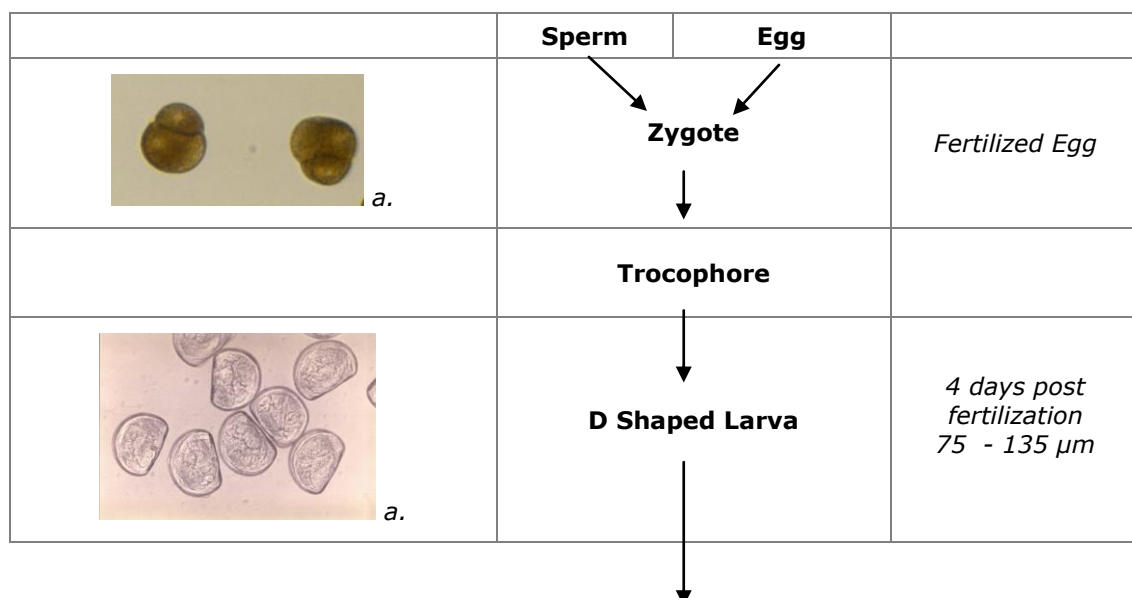 Sperm Egg
Zygote
Fertilized Egg
a.
Trocophore
D Shaped Larva
4 days post
fertilization
75 - 135 µm
a.